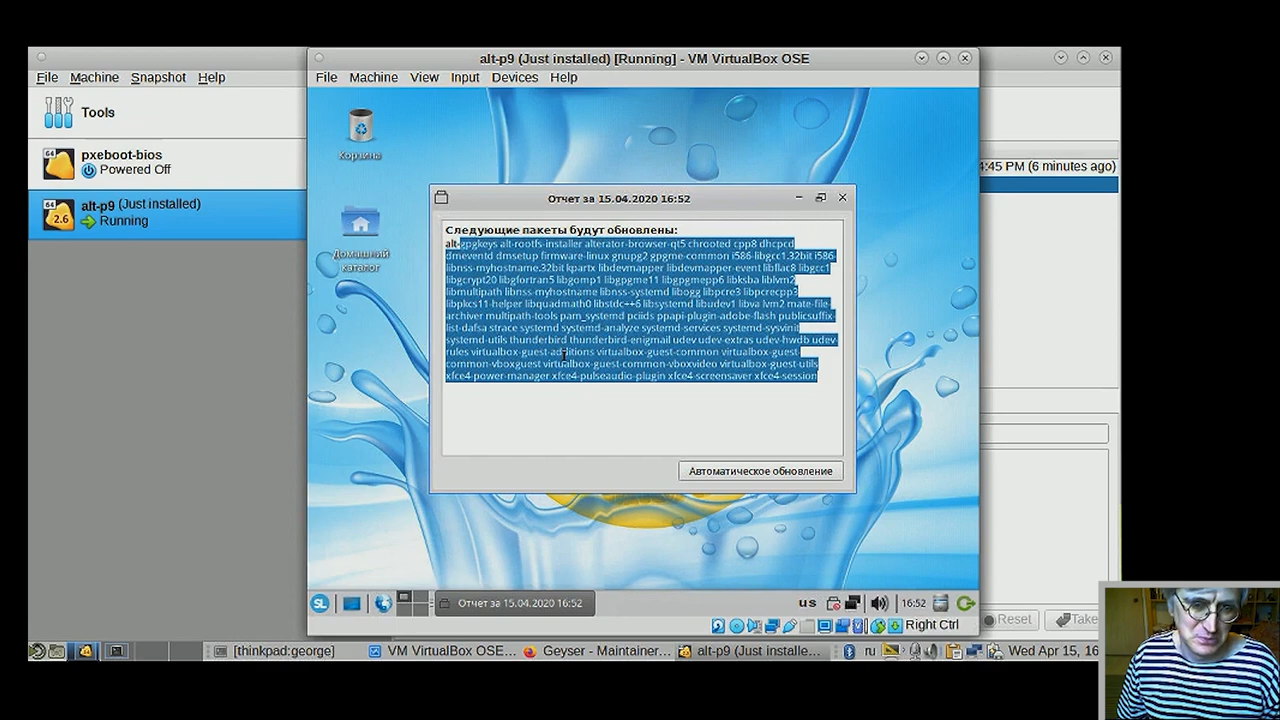 alt-p9 (Just installed) [Running] - VM VirtualBox OSE
File Machine Snapshot Help
File Machine View Input Devices Help
Tools
pxeboot-bios
Powered Off
alt-p9 (Just installed)
Running
64
64
2.6
4:45 PM (6 minutes ago)
Корзина
Домашний
каталог
Отчет за 15.04.2020 16:52
Следующие пакеты будут обновлены:
alt-gpgkeys alt-rootfs-installer alterator-browser-qt5 chrooted cpp8 dhcpcd
dmeventd dmsetup firmware-linux gnupg2 gpgme-common i586-libgcc1.32bit i586-
libnss-myhostname.32bit kpartx libdevmapper libdevmapper-event libflac8 libgcc1
libgcrypt20 libgfortran5 libgomp1 libgpgme11 libgpgmepp6 libksba liblvm2
libmultipath libnss-myhostname libnss-systemd libogg libpcre3 libpcrecpp3
libpkcs11-helper libquadmath0 libstdc++6 libsystemd libudev1 libva lvm2 mate-file-
archiver multipath-tools pam_systemd pciids ppapi-plugin-adobe-flash publicsuffix-
list-dafsa strace systemd systemd-analyze systemd-services systemd-sysvinit
systemd-utils thunderbird thunderbird-enigmail udev udev-extras udev-hwdb udev-
rules virtualbox-guest-additions virtualbox-guest-common virtualbox-guest-
common-vboxguest virtualbox-guest-common-vboxvideo virtualbox-guest-utils
xfce4-power-manager xfce4-pulseaudio-plugin xfce4-screensaver xfce4-session
Автоматическое обновление
SL Отчет за 15.04.2020 16:52 us 16:52
Right Ctrl
Reset Take
[thinkpad:george] VM VirtualBox OSE... Geyser - Maintainer... alt-p9 (Just installe... ru Wed Apr 15, 16